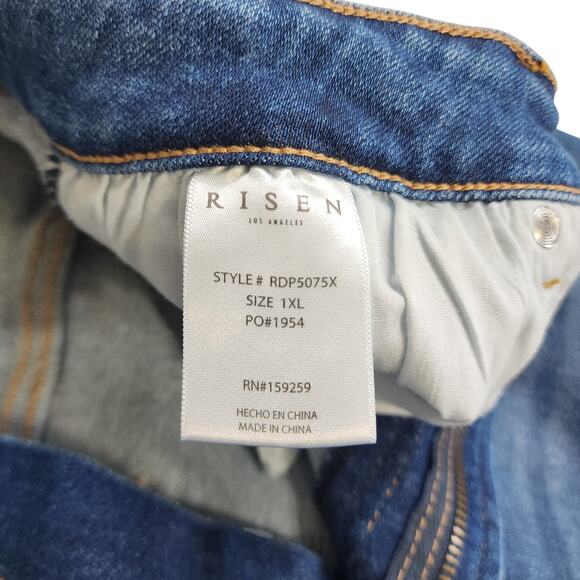 RISEN
LOS ANGELES
STYLE# RDP5075X
SIZE 1XL
PO#1954
RN#159259
HECHO EN CHINA
MADE IN CHINA